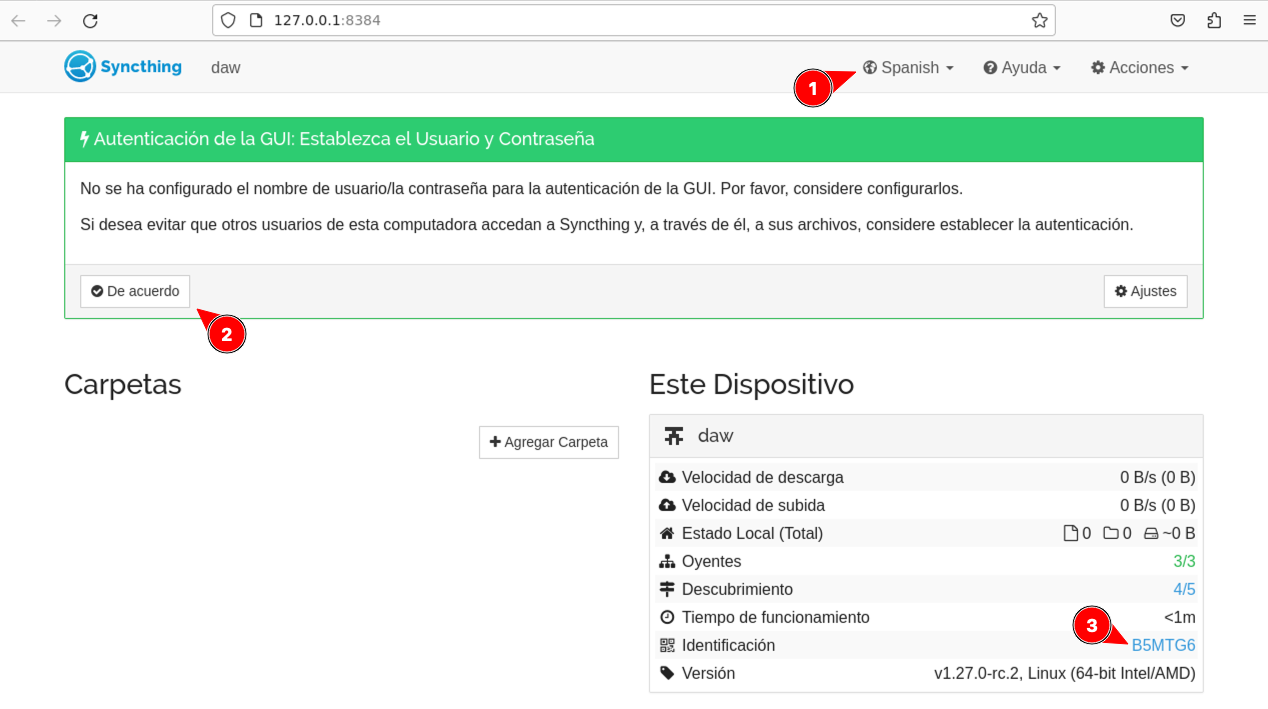 127.0.0.1:8384
Syncthing daw Spanish Ayuda Acciones
1
Autenticación de la GUI: Establezca el Usuario y Contraseña
No se ha configurado el nombre de usuario/la contraseña para la autenticación de la GUI. Por favor, considere configurarlos.
Si desea evitar que otros usuarios de esta computadora accedan a Syncthing y, a través de él, a sus archivos, considere establecer la autenticación.
De acuerdo Ajustes
2
Carpetas
Agregar Carpeta
Este Dispositivo
daw
Velocidad de descarga 0 B/s (0 B)
Velocidad de subida 0 B/s (0 B)
Estado Local (Total) 0 0 ~0 B
Oyentes 3/3
Descubrimiento 4/5
Tiempo de funcionamiento <1m
3
Identificación B5MTG6
Versión v1.27.0-rc.2, Linux (64-bit Intel/AMD)